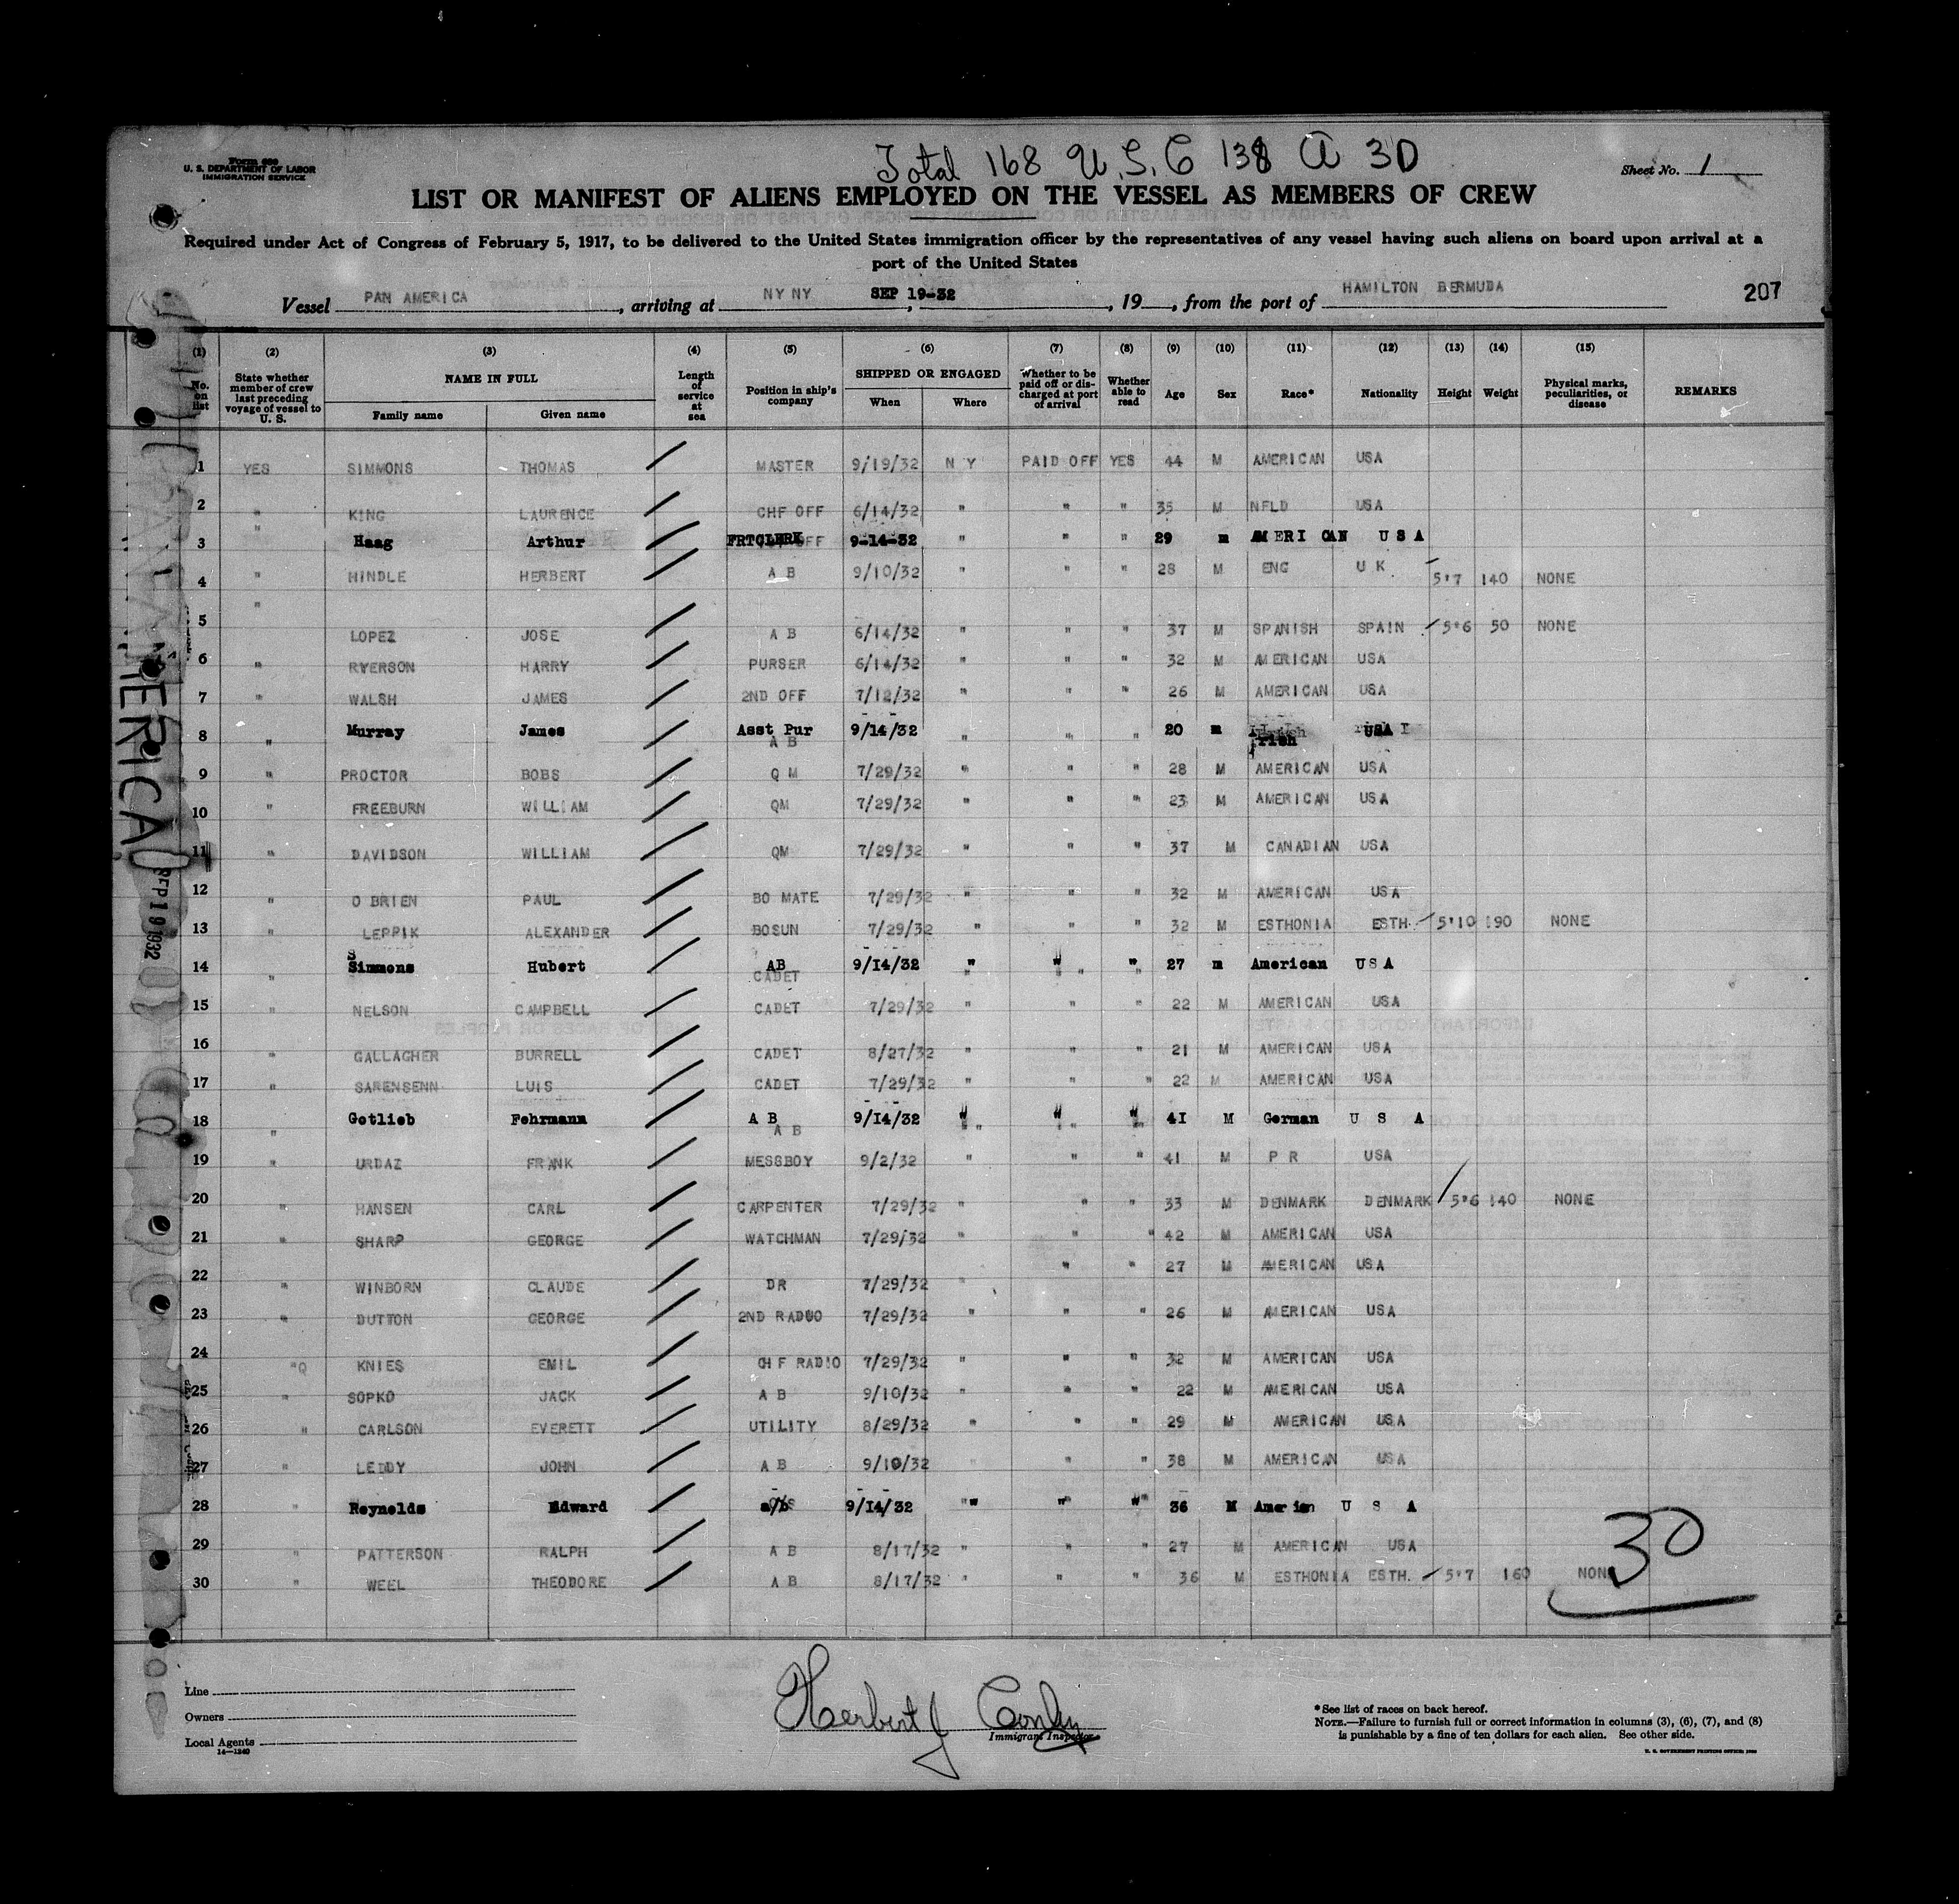 Total 168 U.S.C 138 A 30
Form 689
U. S. DEPARTMENT OF LABOR
IMMIGRATION SERVICE
Sheet No. 1
LIST OR MANIFEST OF ALIENS EMPLOYED ON THE VESSEL AS MEMBERS OF CREW
Required under Act of Congress of February 5, 1917, to be delivered to the United States immigration officer by the representatives of any vessel having such aliens on board upon arrival at a
port of the United States
Vessel PAN AMERICA, arriving at NY NY SEP 19-32, 19__, from the port of HAMILTON BERMUDA 207
(1) (2) (3) (4) (5) (6) (7) (8) (9) (10) (11) (12) (13) (14) (15)
No. on list State whether member of crew last preceding voyage of vessel to U. S. NAME IN FULL Family name Given name Length of service at sea Position in ship's company SHIPPED OR ENGAGED When Where Whether to be paid off or discharged at port of arrival Whether able to read Age Sex Race* Nationality Height Weight Physical marks, peculiarities, or disease REMARKS
1 YES SIMMONS THOMAS MASTER 9/19/32 N Y PAID OFF YES 44 M AMERICAN USA
2 " KING LAURENCE CHF OFF 6/14/32 " " " 35 M NFLD USA
3 " Haag Arthur FRTCLERK 9-14-32 " " " 29 m AMERICAN USA
4 " HINDLE HERBERT A B 9/10/32 " " " 28 M ENG U K 5'7 140 NONE
5 " LOPEZ JOSE A B 6/14/32 " " " 37 M SPANISH SPAIN 5'6 50 NONE
6 " RYERSON HARRY PURSER 6/14/32 " " " 32 M AMERICAN USA
7 " WALSH JAMES 2ND OFF 7/12/32 " " " 26 M AMERICAN USA
8 " Murray James Asst Pur A B 9/14/32 " " " 20 m Irish USA
9 " PROCTOR BOBS Q M 7/29/32 " " " 28 M AMERICAN USA
10 " FREEBURN WILLIAM QM 7/29/32 " " " 23 M AMERICAN USA
11 " DAVIDSON WILLIAM QM 7/29/32 " " " 37 M CANADIAN USA
12 " O BRIEN PAUL BO MATE 7/29/32 " " " 32 M AMERICAN USA
13 " LEPPIK ALEXANDER BOSUN 7/29/32 " " " 32 M ESTHONIA ESTH. 5'10 190 NONE
14 " Simmons Hubert AB CADET 9/14/32 " " " 27 m American USA
15 " NELSON CAMPBELL CADET 7/29/32 " " " 22 M AMERICAN USA
16 " GALLAGHER BURRELL CADET 8/27/32 " " " 21 M AMERICAN USA
17 " SARENSENN LUIS CADET 7/29/32 " " " 22 M AMERICAN USA
18 " Gotlieb Fehrmann A B A B 9/14/32 " " " 41 M German U S A
19 " URDAZ FRANK MESSBOY 9/2/32 " " " 41 M P R USA
20 " HANSEN CARL CARPENTER 7/29/32 " " " 33 M DENMARK DENMARK 5'6 140 NONE
21 " SHARP GEORGE WATCHMAN 7/29/32 " " " 42 M AMERICAN USA
22 " WINBORN CLAUDE DR 7/29/32 " " " 27 M AMERICAN USA
23 " DUTTON GEORGE 2ND RADUO 7/29/32 " " " 26 M AMERICAN USA
24 "Q KNIES EMIL CHF RADIO 7/29/32 " " " 32 M AMERICAN USA
25 " SOPKO JACK A B 9/10/32 " " " 22 M AMERICAN USA
26 " CARLSON EVERETT UTILITY 8/29/32 " " " 29 M AMERICAN USA
27 " LEDDY JOHN A B 9/10/32 " " " 38 M AMERICAN USA
28 " Reynolds Edward a/b 9/14/32 " " " 36 M Amerian U S A
29 " PATTERSON RALPH A B 8/17/32 " " " 27 M AMERICAN USA
30 " WEEL THEODORE A B 8/17/32 " " " 36 M ESTHONIA ESTH. 5'7 160 NONE
30
AMERICA
SEP 19 1932
Line
Owners
Local Agents
14—1240
Herbert J Conley
Immigrant Inspector
*See list of races on back hereof.
NOTE.—Failure to furnish full or correct information in columns (3), (6), (7), and (8)
is punishable by a fine of ten dollars for each alien. See other side.
U. S. GOVERNMENT PRINTING OFFICE: 1930